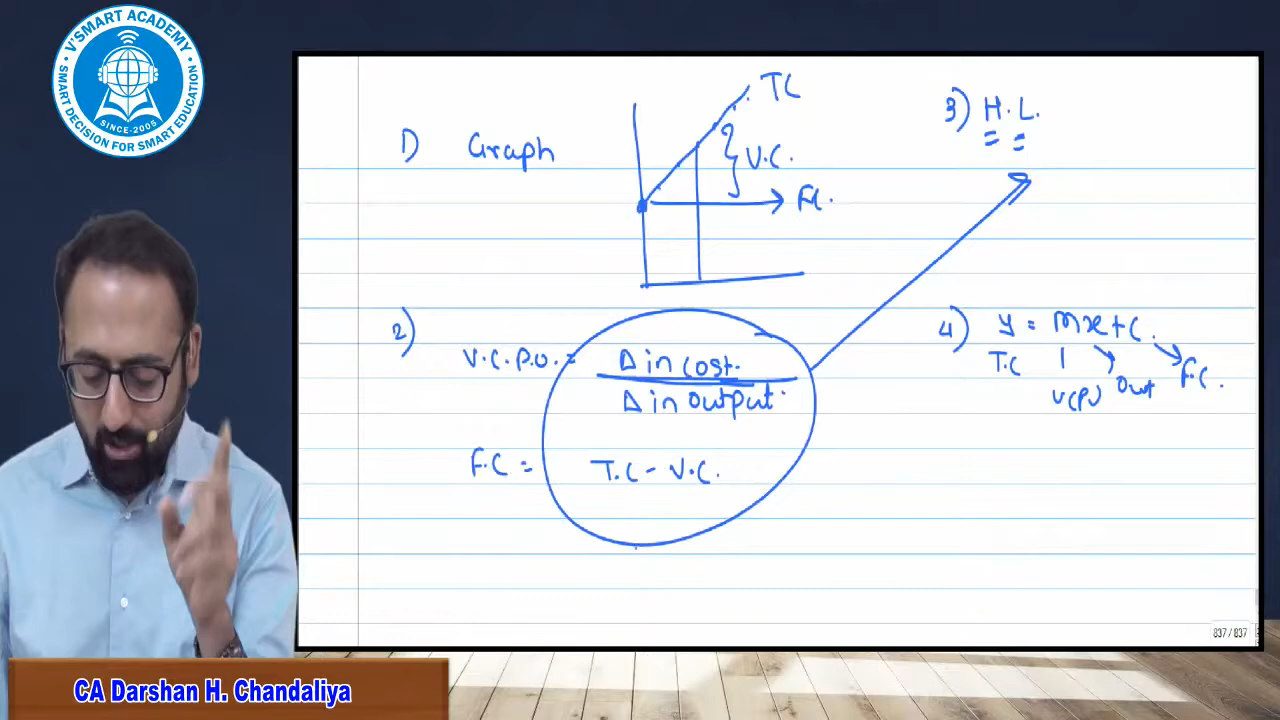 V'SMART ACADEMY
SINCE-2005
SMART DECISION FOR SMART EDUCATION
1) Graph
TC
V.C.
F.C.
2)
V.C.P.U. = Δ in cost.
Δ in output.
F.C = T.C - V.C.
3) H.L.
4) y = mx+c.
T.C
VCPU
Out
F.C.
837 / 837
CA Darshan H. Chandaliya